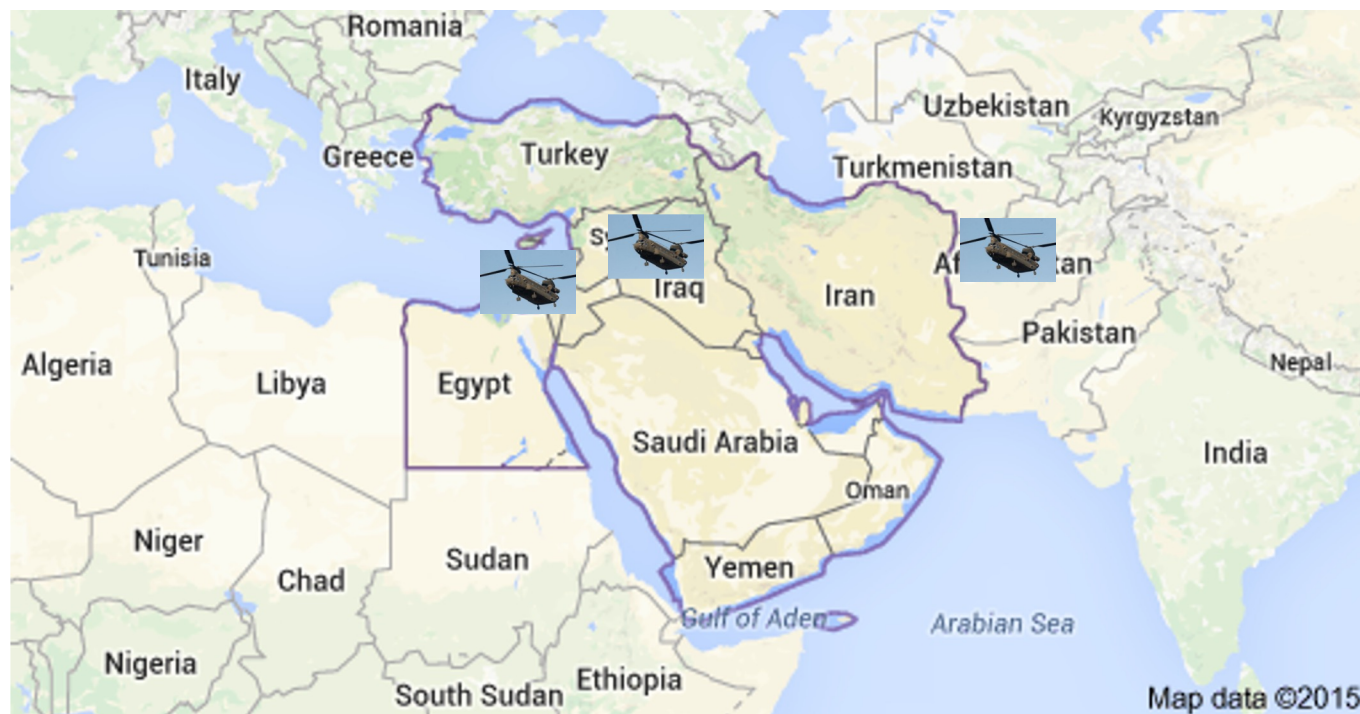 Romania
Italy
Uzbekistan
Kyrgyzstan
Greece
Turkey
Turkmenistan
Tunisia
Iraq
Iran
Pakistan
Algeria
Libya
Egypt
Nepal
Saudi Arabia
India
Oman
Niger
Sudan
Chad
Yemen
Gulf of Aden
Arabian Sea
Nigeria
South Sudan
Ethiopia
Map data ©2015